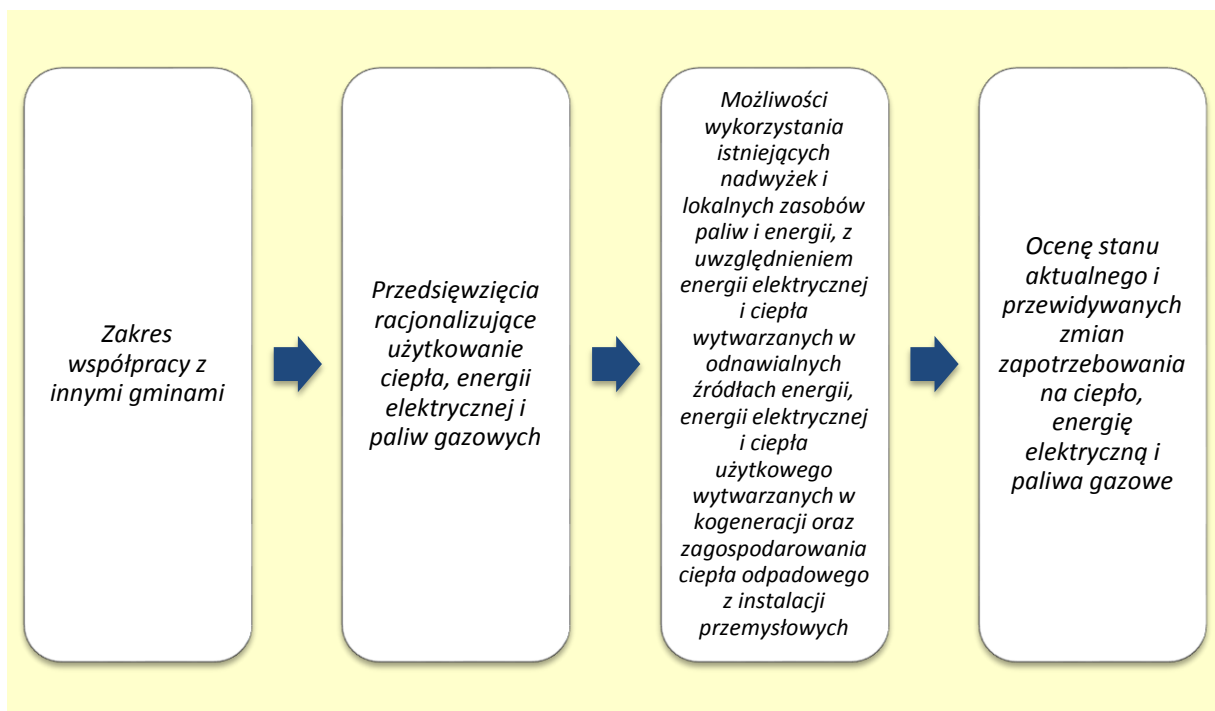 Zakres
współpracy z
innymi gminami
Przedsięwzięcia
racjonalizujące
użytkowanie
ciepła, energii
elektrycznej i
paliw gazowych
Możliwości
wykorzystania
istniejących
nadwyżek i
lokalnych zasobów
paliw i energii, z
uwzględnieniem
energii elektrycznej
i ciepła
wytwarzanych w
odnawialnych
źródłach energii,
energii elektrycznej
i ciepła
użytkowego
wytwarzanych w
kogeneracji oraz
zagospodarowania
ciepła odpadowego
z instalacji
przemysłowych
Ocenę stanu
aktualnego i
przewidywanych
zmian
zapotrzebowania
na ciepło,
energię
elektryczną i
paliwa gazowe